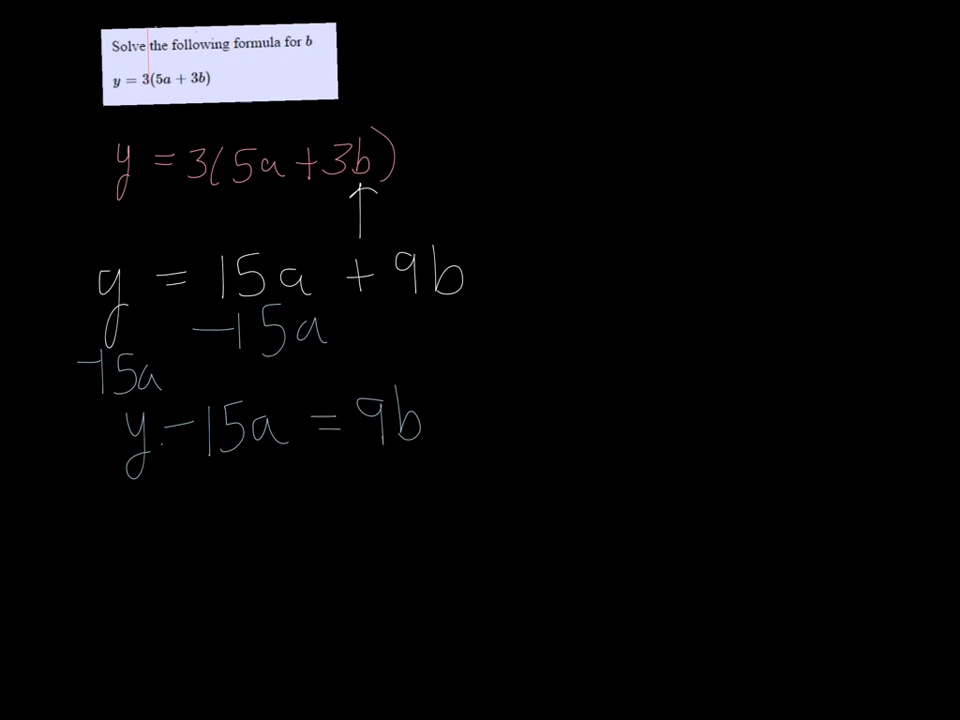 Solve the following formula for b
y = 3(5a + 3b)
y = 3(5a + 3b)
y = 15a + 9b
-15a
-15a
y - 15a = 9b